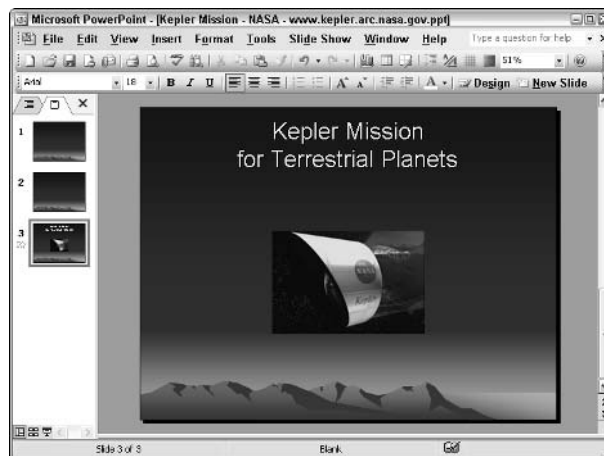 Microsoft PowerPoint - [Kepler Mission - NASA - www.kepler.arc.nasa.gov.ppt]
File Edit View Insert Format Tools Slide Show Window Help Type a question for help
51%
Arial 18 B I U A A A Design New Slide
1
2
3
Kepler Mission
for Terrestrial Planets
NASA
Kepler
Slide 3 of 3 Blank